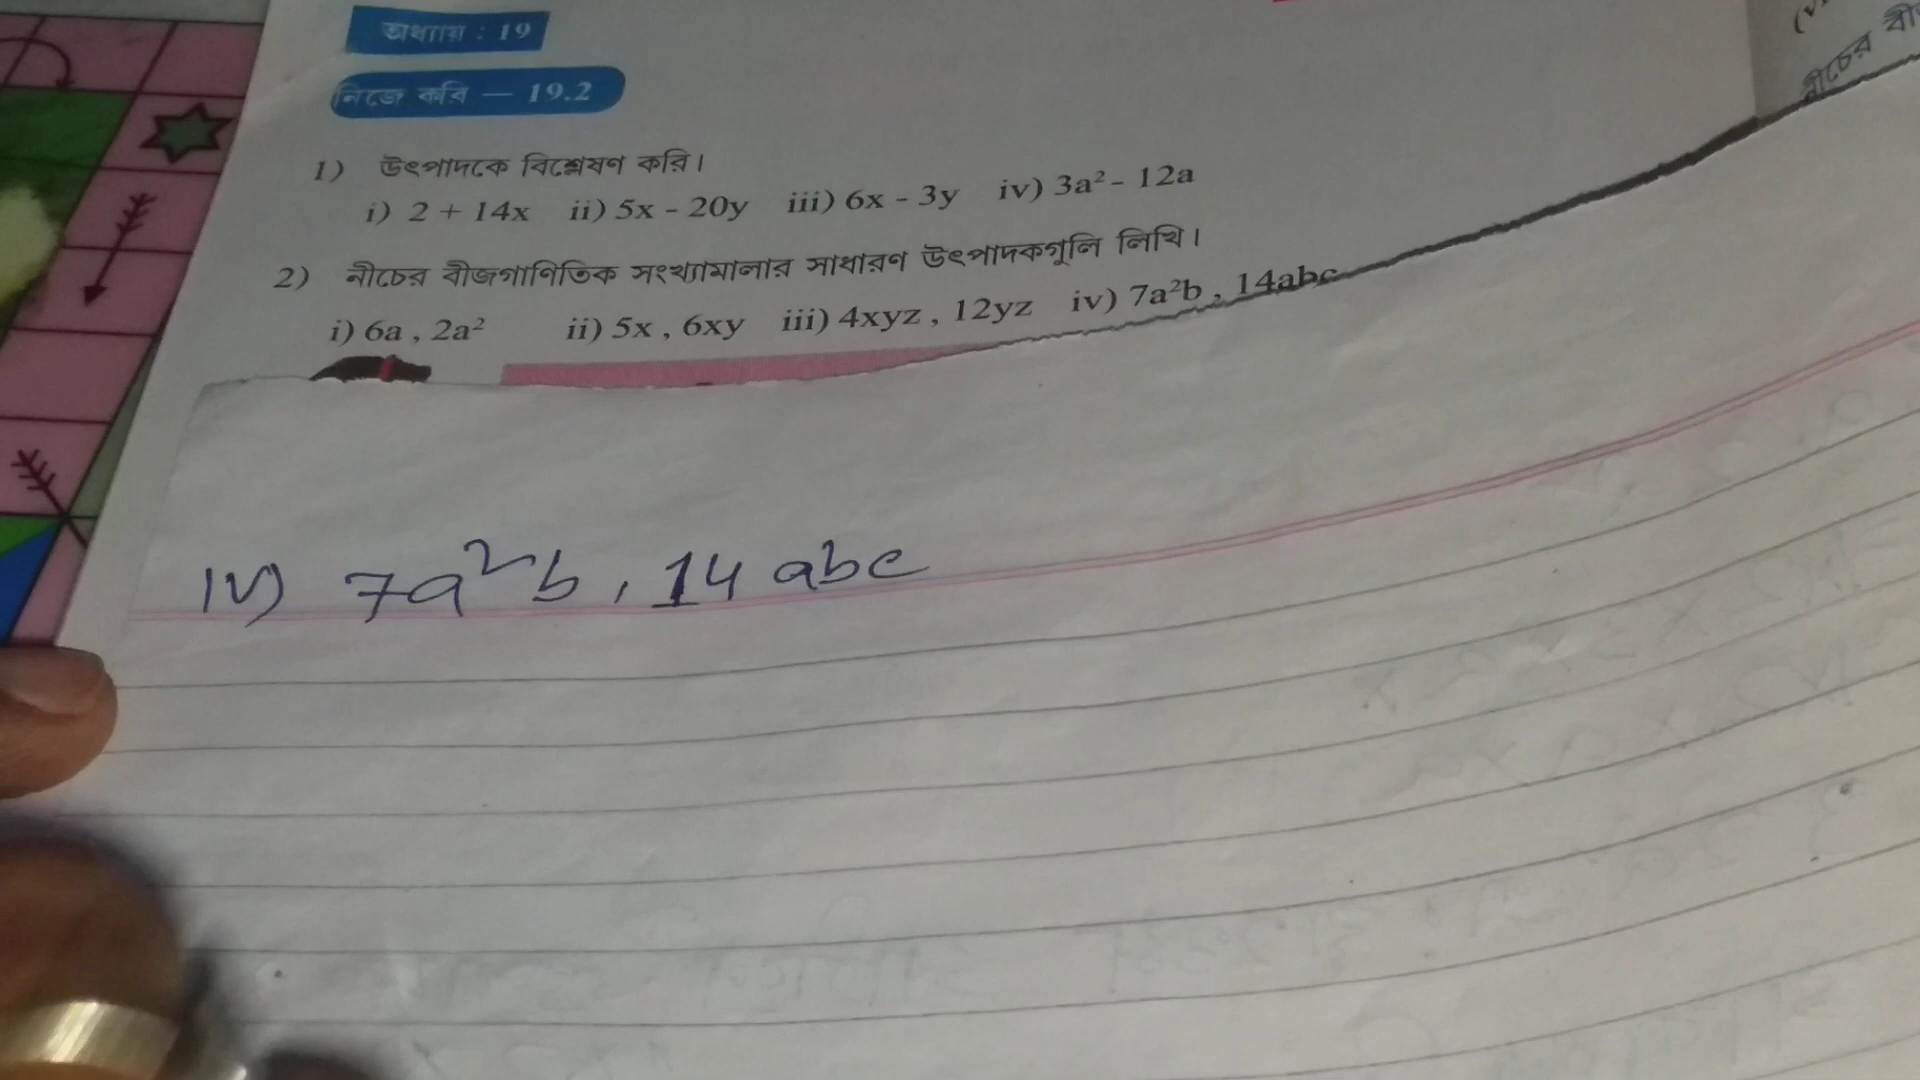 অধ্যায় : 19
নিজে করি — 19.2
1) উৎপাদকে বিশ্লেষণ করি।
i) 2 + 14x ii) 5x - 20y iii) 6x - 3y iv) 3a² - 12a
2) নীচের বীজগাণিতিক সংখ্যামালার সাধারণ উৎপাদকগুলি লিখি।
i) 6a , 2a² ii) 5x , 6xy iii) 4xyz , 12yz iv) 7a²b , 14abc
নীচের
iv) 7a²b , 14 abc